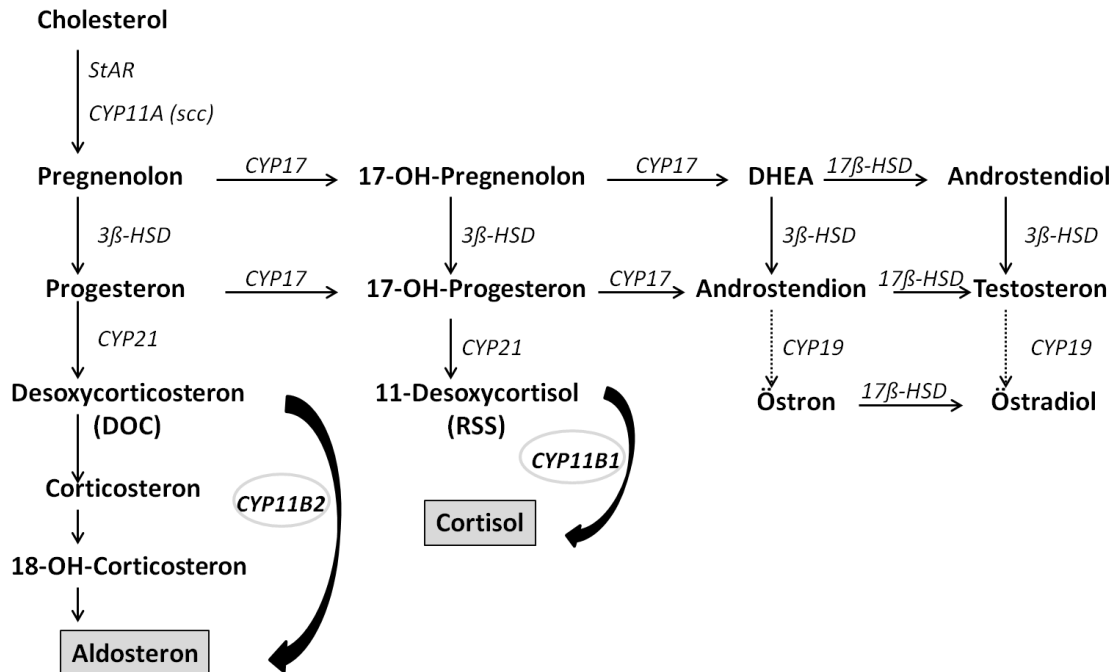 Cholesterol
StAR
CYP11A (scc)
Pregnenolon CYP17 17-OH-Pregnenolon CYP17 DHEA 17ß-HSD Androstendiol
3ß-HSD 3ß-HSD 3ß-HSD 3ß-HSD
Progesteron CYP17 17-OH-Progesteron CYP17 Androstendion 17ß-HSD Testosteron
CYP21 CYP21 CYP19 CYP19
Desoxycorticosteron 11-Desoxycortisol Östron 17ß-HSD Östradiol
(DOC) (RSS)
CYP11B1
Corticosteron CYP11B2
Cortisol
18-OH-Corticosteron
Aldosteron